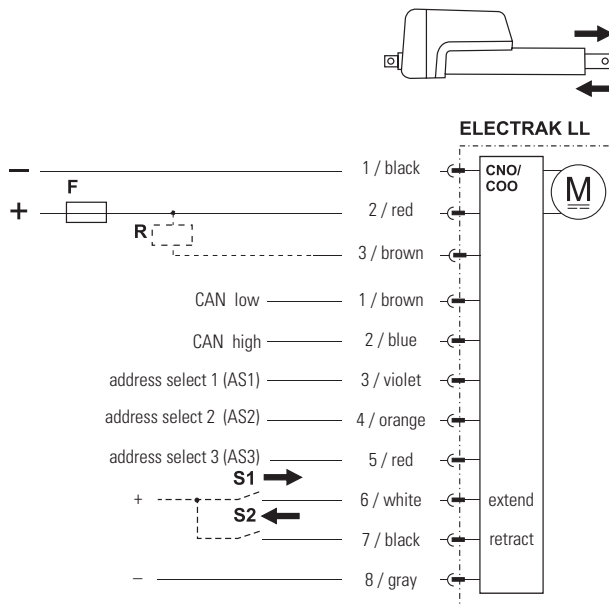 ELECTRAK LL
– 1 / black CNO/
COO
F
+ 2 / red M
R
3 / brown
CAN low 1 / brown
CAN high 2 / blue
address select 1 (AS1) 3 / violet
address select 2 (AS2) 4 / orange
address select 3 (AS3) 5 / red
S1
+ 6 / white extend
S2
7 / black retract
– 8 / gray